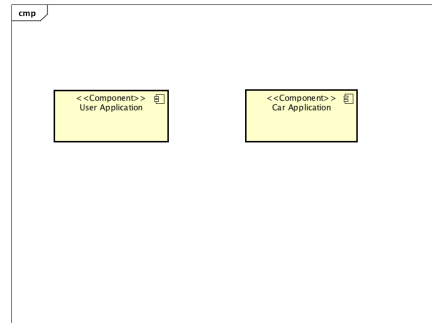 cmp
<<Component>>
User Application
<<Component>>
Car Application